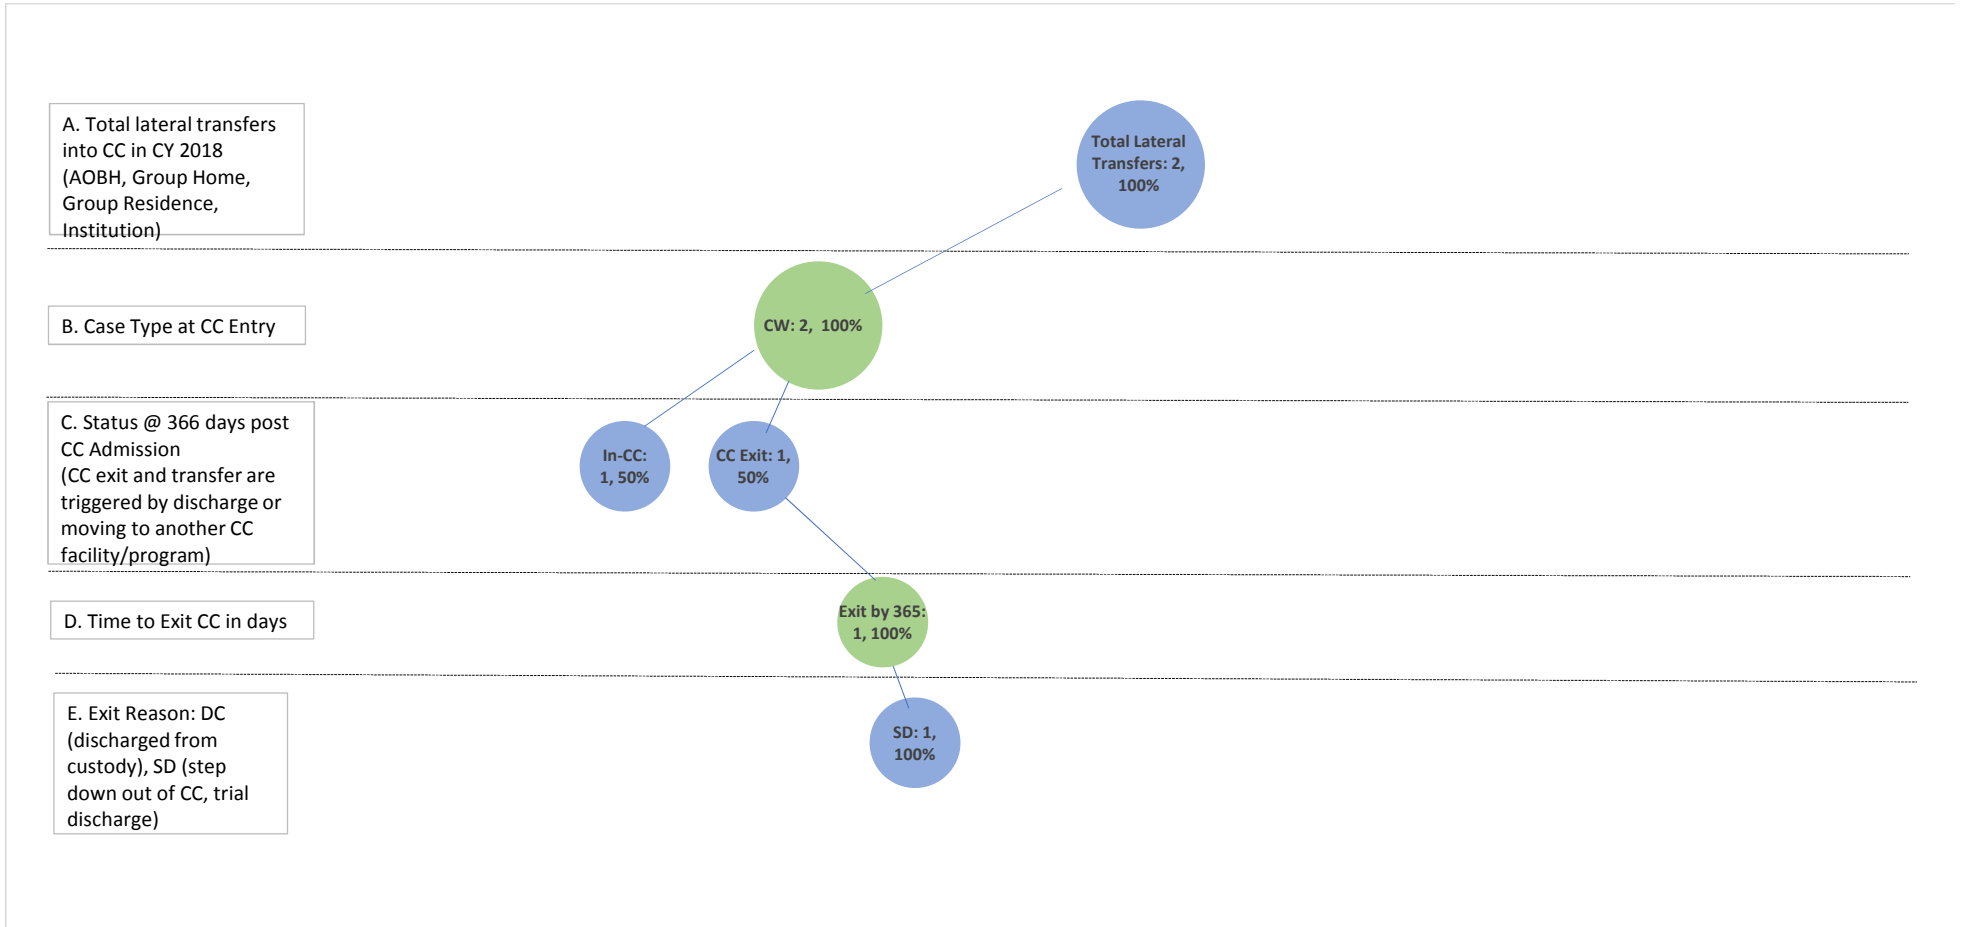 A. Total lateral transfers
into CC in CY 2018
(AOBH, Group Home,
Group Residence,
Institution)
Total Lateral
Transfers: 2,
100%
B. Case Type at CC Entry
CW: 2,  100%
C. Status @ 366 days post
CC Admission
(CC exit and transfer are
triggered by discharge or
moving to another CC
facility/program)
In-CC:
1, 50%
CC Exit: 1,
50%
D. Time to Exit CC in days
Exit by 365:
1, 100%
E. Exit Reason: DC
(discharged from
custody), SD (step
down out of CC, trial
discharge)
SD: 1,
100%